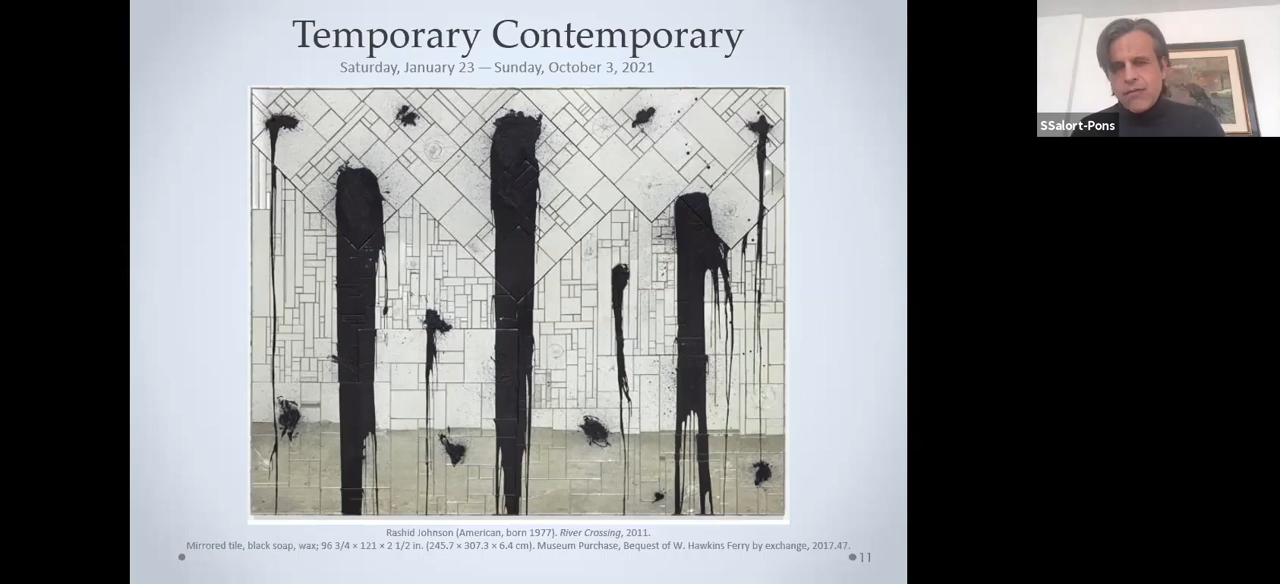 Temporary Contemporary
Saturday, January 23 — Sunday, October 3, 2021
SSalort-Pons
Rashid Johnson (American, born 1977). River Crossing, 2011.
Mirrored tile, black soap, wax; 96 3/4 × 121 × 2 1/2 in. (245.7 × 307.3 × 6.4 cm). Museum Purchase, Bequest of W. Hawkins Ferry by exchange, 2017.47.
11